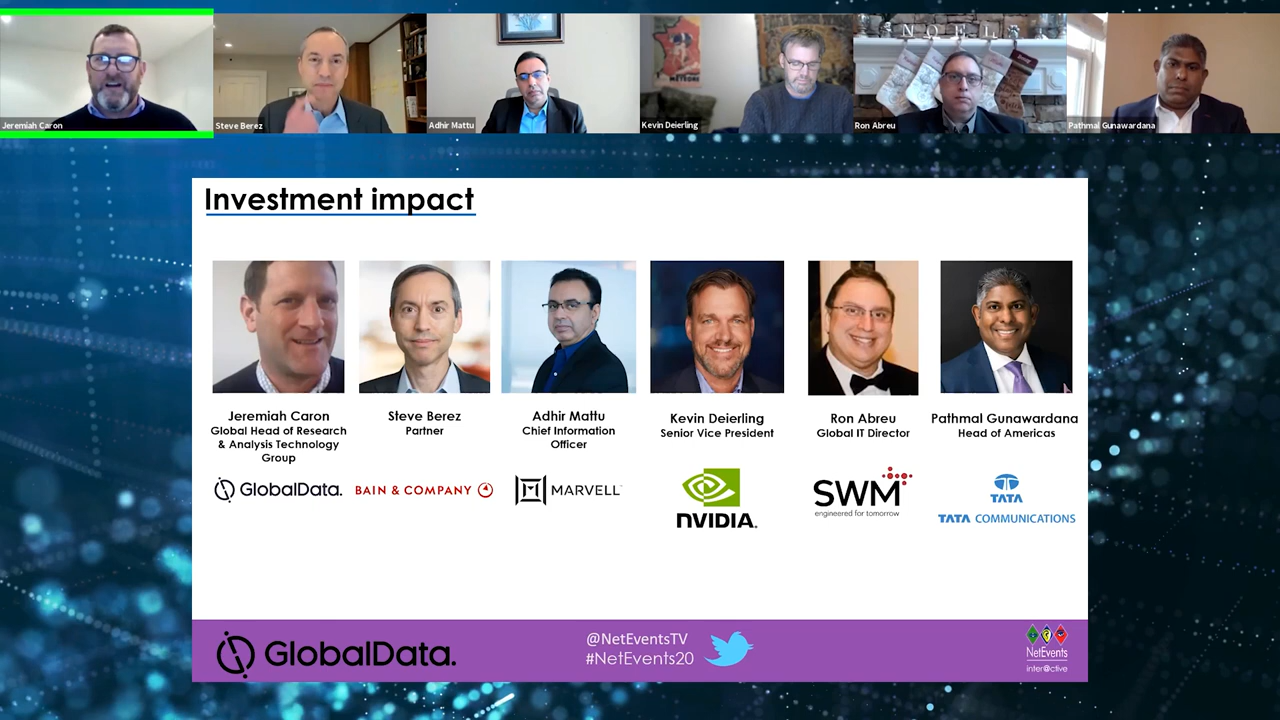 NOEL
Jeremiah Caron
Steve Berez
Adhir Mattu
Kevin Deierling
Ron Abreu
Pathmal Gunawardana
Investment impact
Jeremiah Caron
Global Head of Research
& Analysis Technology
Group
GlobalData.
Steve Berez
Partner
BAIN & COMPANY
Adhir Mattu
Chief Information
Officer
MARVELL
Kevin Deierling
Senior Vice President
NVIDIA.
Ron Abreu
Global IT Director
SWM
engineered for tomorrow
Pathmal Gunawardana
Head of Americas
TATA
TATA COMMUNICATIONS
GlobalData.
@NetEventsTV
#NetEvents20
NetEvents
inter@ctive